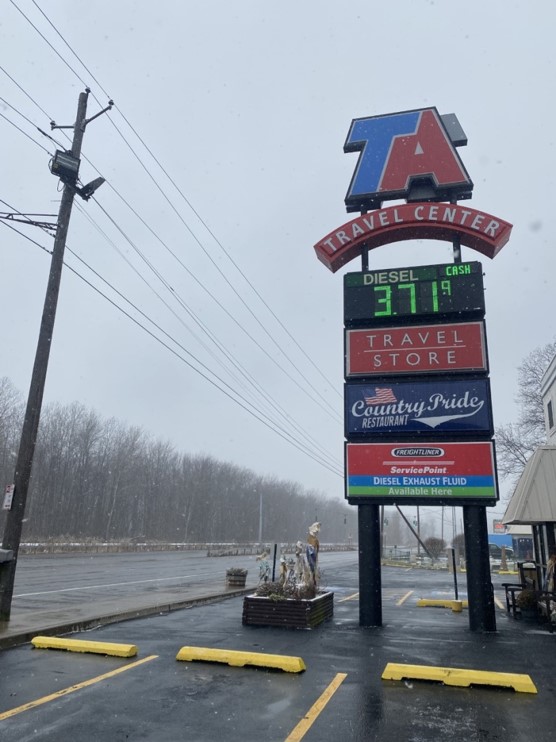 TA
TRAVEL CENTER
DIESEL CASH
3.71 9
TRAVEL
STORE
Country Pride
RESTAURANT
FREIGHTLINER
ServicePoint
DIESEL EXHAUST FLUID
Available Here